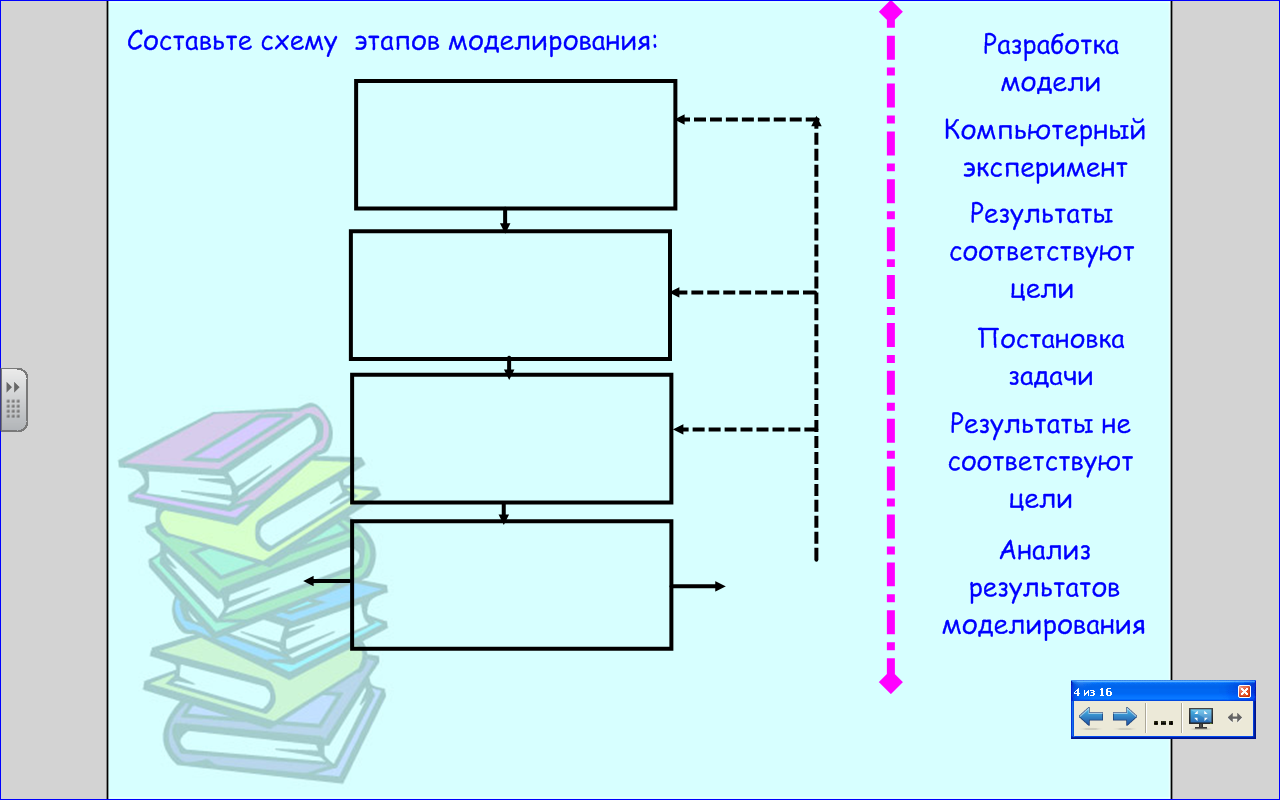 Составьте схему этапов моделирования:
Разработка
модели
Компьютерный
эксперимент
Результаты
соответствуют
цели
Постановка
задачи
Результаты не
соответствуют
цели
Анализ
результатов
моделирования
4 из 16